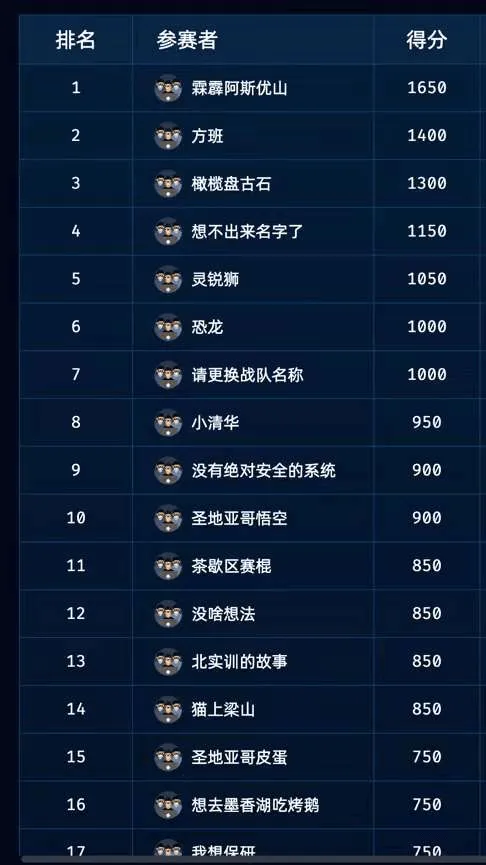 排名 参赛者 得分
1 霖霹阿斯优山 1650
2 方班 1400
3 橄榄盘古石 1300
4 想不出来名字了 1150
5 灵锐狮 1050
6 恐龙 1000
7 请更换战队名称 1000
8 小清华 950
9 没有绝对安全的系统 900
10 圣地亚哥悟空 900
11 茶歇区赛棍 850
12 没啥想法 850
13 北实训的故事 850
14 猫上梁山 850
15 圣地亚哥皮蛋 750
16 想去墨香湖吃烤鹅 750
17 我想保研 750